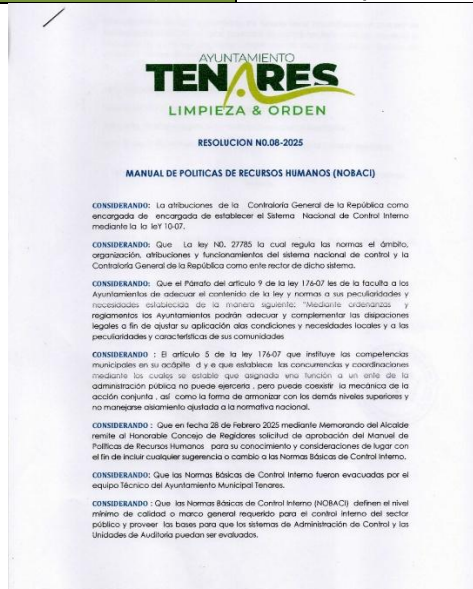 AYUNTAMIENTO
TENARES
LIMPIEZA & ORDEN
RESOLUCION N0.08-2025
MANUAL DE POLITICAS DE RECURSOS HUMANOS (NOBACI)
CONSIDERANDO: La atribuciones de la Contraloría General de la República como
encargada de encargada de establecer el Sistema Nacional de Control Interno
mediante la la leY 10-07.
CONSIDERANDO: Que La ley N0. 27785 la cual regula las normas el ámbito,
organización, atribuciones y funcionamientos del sistema nacional de control y la
Contraloría General de la República como ente rector de dicho sistema.
CONSIDERANDO: Que el Párrafo del artículo 9 de la ley 176-07 les de la faculta a los
Ayuntamientos de adecuar el contenido de la ley y normas a sus peculiaridades y
necesidades establecida de la manera siguiente: "Mediante ordenanzas y
reglamentos los Ayuntamientos podrán adecuar y complementar las dispaciones
legales a fin de ajustar su aplicación alas condiciones y necesidades locales y a las
peculiaridades y características de sus comunidades
CONSIDERANDO : El artículo 5 de la ley 176-07 que instituye las competencias
municipales en su acápite d y e que establece las concurrencias y coordinaciones
mediante los cuales se estable que asignada una función a un ente de la
administración pública no puede ejercerla , pero puede coexistir la mecánica de la
acción conjunta , así como la forma de armonizar con los demás niveles superiores y
no manejarse aislamiento ajustada a la normativa nacional.
CONSIDERANDO : Que en fecha 28 de Febrero 2025 mediante Memorando del Alcalde
remite al Honorable Concejo de Regidores solicitud de aprobación del Manuel de
Políticas de Recursos Humanos para su conocimiento y consideraciones de lugar con
el fin de incluir cualquier sugerencia o cambio a las Normas Básicas de Control Interno.
CONSIDERANDO: Que las Normas Básicas de Control Interno fueron evacuadas por el
equipo Técnico del Ayuntamiento Municipal Tenares.
CONSIDERANDO : Que las Normas Básicas de Control Interno (NOBACI) definen el nivel
mínimo de calidad o marco general requerido para el control interno del sector
público y proveer las bases para que los sistemas de Administración de Control y las
Unidades de Auditoria puedan ser evaluados.